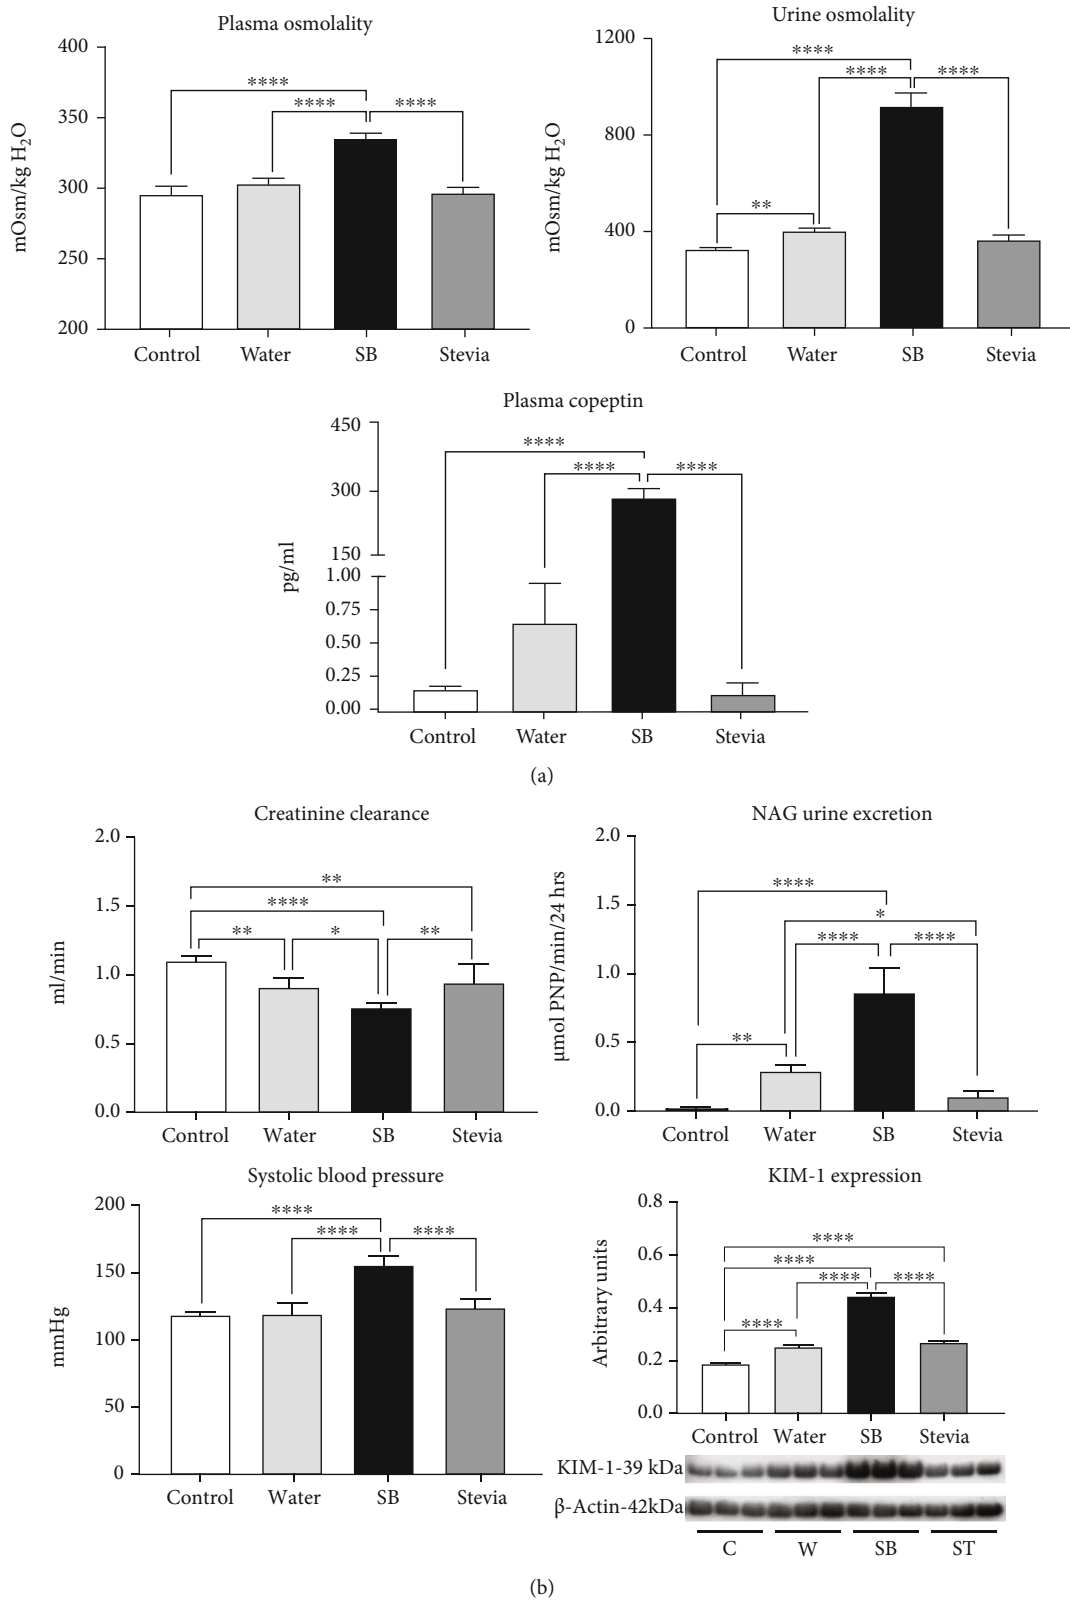 Plasma osmolality
400
350
300
250
200
mOsm/kg H₂O
****
**** ****
Control Water SB Stevia
Urine osmolality
1200
800
400
0
mOsm/kg H₂O
****
**** ****
**
Control Water SB Stevia
Plasma copeptin
450
300
150
1.00
0.75
0.50
0.25
0.00
pg/ml
****
**** ****
Control Water SB Stevia
(a)
Creatinine clearance
2.0
1.5
1.0
0.5
0.0
ml/min
**
****
** * **
Control Water SB Stevia
NAG urine excretion
2.0
1.5
1.0
0.5
0.0
μmol PNP/min/24 hrs
****
*
**** ****
**
Control Water SB Stevia
Systolic blood pressure
200
150
100
50
0
mmHg
****
**** ****
Control Water SB Stevia
KIM-1 expression
0.8
0.6
0.4
0.2
0.0
Arbitrary units
****
****
**** ****
****
Control Water SB Stevia
KIM-1-39 kDa
β-Actin-42kDa
C W SB ST
(b)